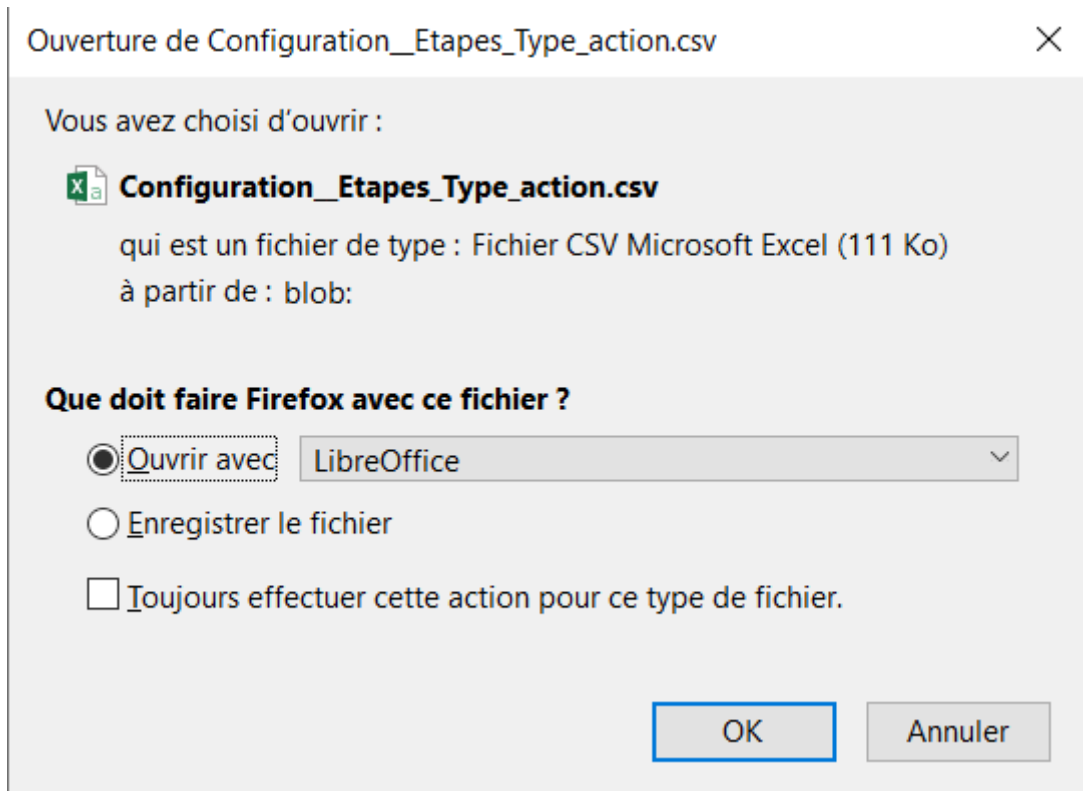 Ouverture de Configuration__Etapes_Type_action.csv
Vous avez choisi d’ouvrir :
Configuration__Etapes_Type_action.csv
qui est un fichier de type : Fichier CSV Microsoft Excel (111 Ko)
à partir de : blob:
Que doit faire Firefox avec ce fichier ?
Ouvrir avec LibreOffice
Enregistrer le fichier
Toujours effectuer cette action pour ce type de fichier.
OK Annuler